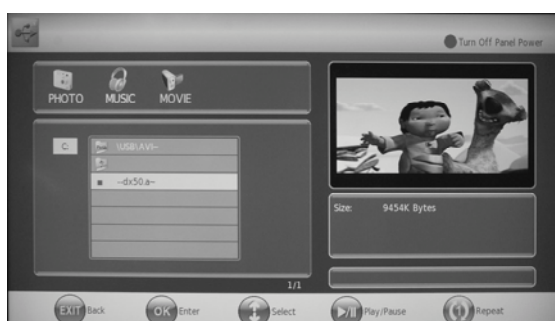 Turn Off Panel Power
PHOTO MUSIC MOVIE
C: \USB\AVI~
~dx50.a~
Size: 9454K Bytes
1/1
EXIT Back OK Enter Select Play/Pause Repeat